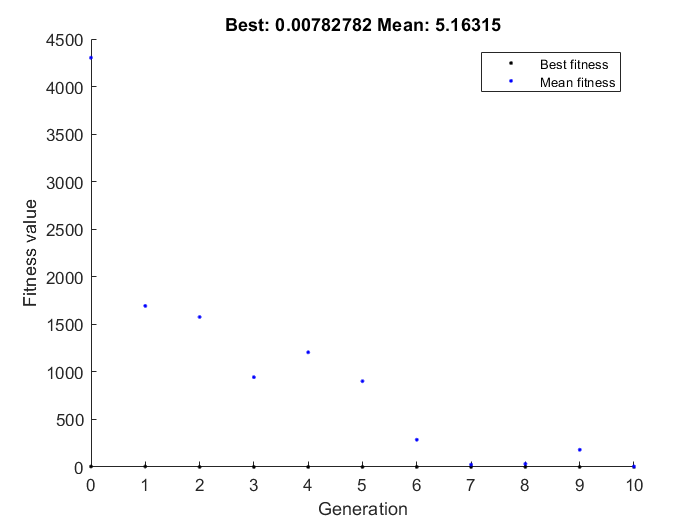 Best: 0.00782782 Mean: 5.16315
4500
4000
3500
3000
2500
2000
1500
1000
500
0
Fitness value
Best fitness
Mean fitness
0 1 2 3 4 5 6 7 8 9 10
Generation